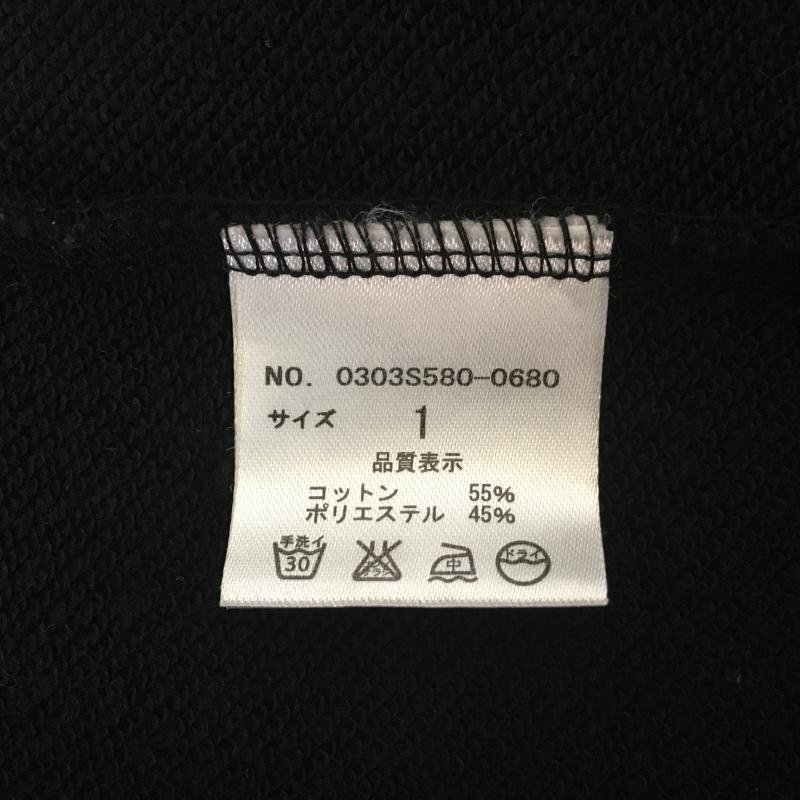 NO. 0303S580-0680
サイズ 1
品質表示
コットン 55%
ポリエステル 45%
手洗イ 30 中 ドライ